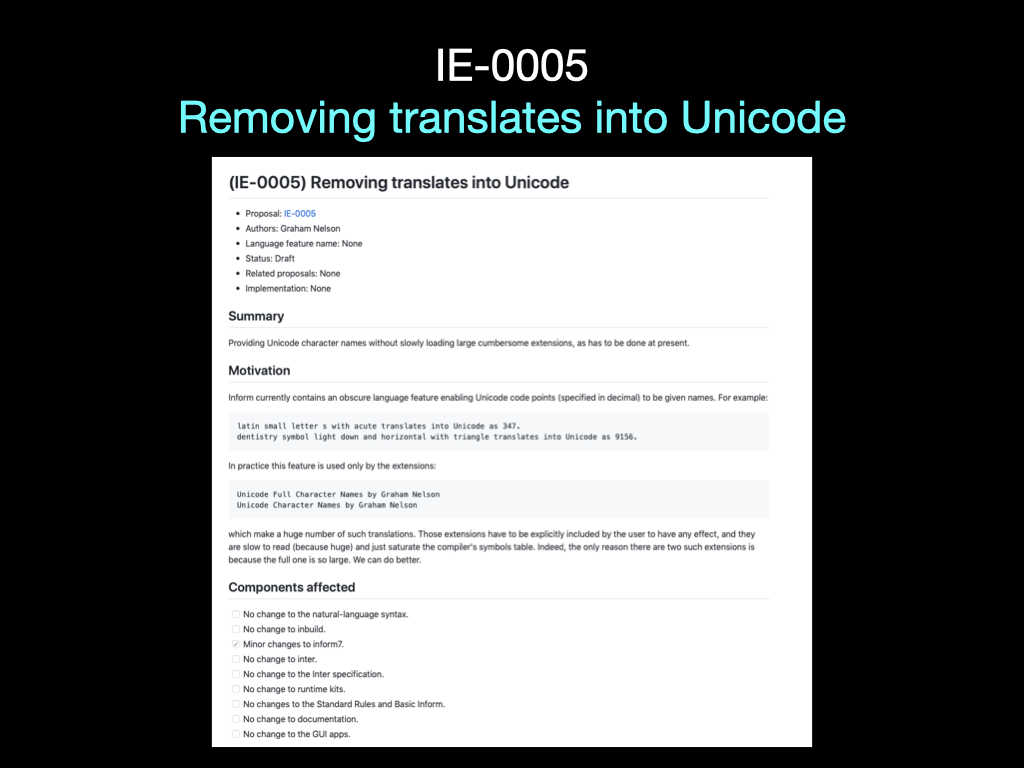 IE-0005
Removing translates into Unicode
(IE-0005) Removing translates into Unicode
• Proposal: IE-0005
• Authors: Graham Nelson
• Language feature name: None
• Status: Draft
• Related proposals: None
• Implementation: None
Summary
Providing Unicode character names without slowly loading large cumbersome extensions, as has to be done at present.
Motivation
Inform currently contains an obscure language feature enabling Unicode code points (specified in decimal) to be given names. For example:
latin small letter s with acute translates into Unicode as 347.
dentistry symbol light down and horizontal with triangle translates into Unicode as 9156.
In practice this feature is used only by the extensions:
Unicode Full Character Names by Graham Nelson
Unicode Character Names by Graham Nelson
which make a huge number of such translations. Those extensions have to be explicitly included by the user to have any effect, and they
are slow to read (because huge) and just saturate the compiler's symbols table. Indeed, the only reason there are two such extensions is
because the full one is so large. We can do better.
Components affected
No change to the natural-language syntax.
No change to inbuild.
Minor changes to inform7.
No change to inter.
No change to the Inter specification.
No change to runtime kits.
No changes to the Standard Rules and Basic Inform.
No change to documentation.
No change to the GUI apps.